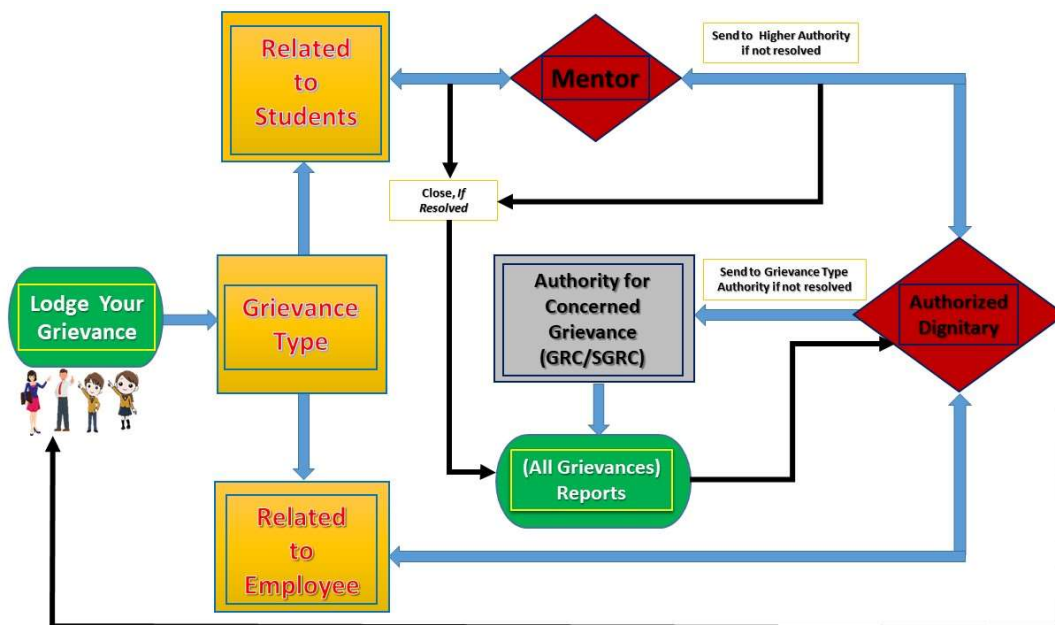 Related
to
Students
Mentor
Send to Higher Authority
if not resolved
Close, If
Resolved
Lodge Your
Grievance
Grievance
Type
Authority for
Concerned
Grievance
(GRC/SGRC)
Send to Grievance Type
Authority if not resolved
Authorized
Dignitary
(All Grievances)
Reports
Related
to
Employee